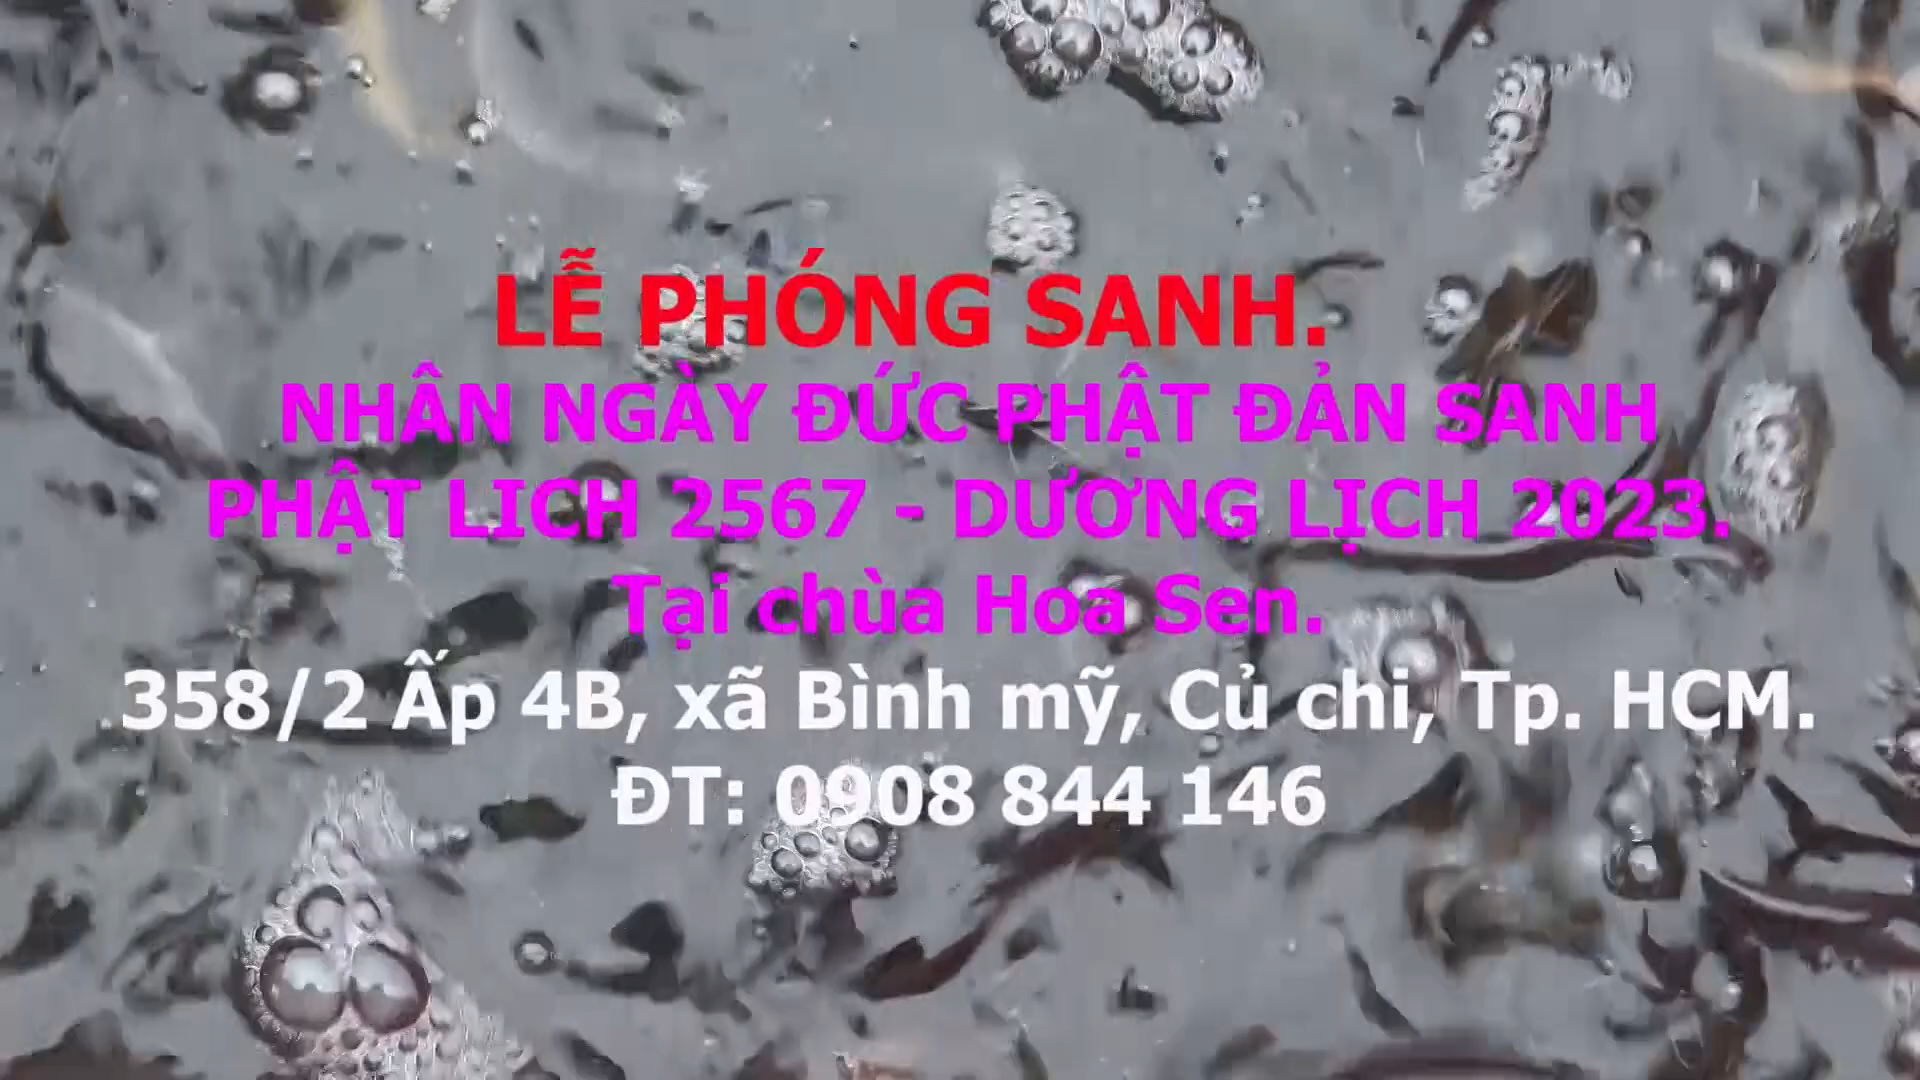 LỄ PHÓNG SANH.
NHÂN NGÀY ĐỨC PHẬT ĐẢN SANH
PHẬT LICH 2567 - DƯƠNG LỊCH 2023.
Tại chùa Hoa Sen.
358/2 Ấp 4B, xã Bình mỹ, Củ chi, Tp. HCM.
ĐT: 0908 844 146